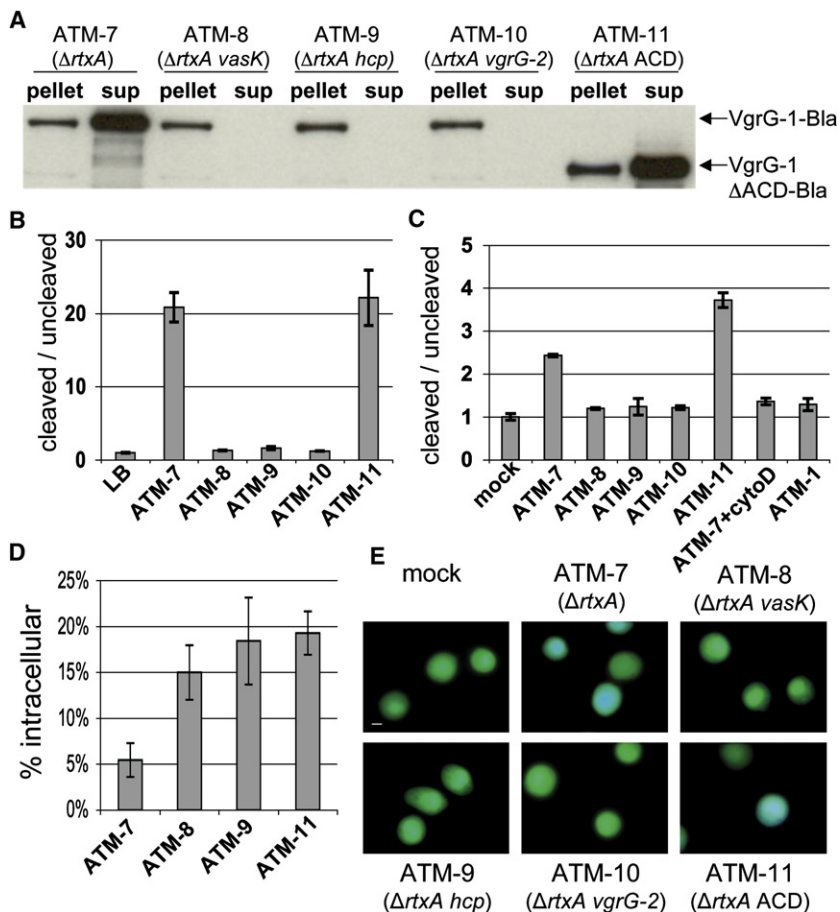 A
ATM-7 ATM-8 ATM-9 ATM-10 ATM-11
(ΔrtxA) (ΔrtxA vasK) (ΔrtxA hcp) (ΔrtxA vgrG-2) (ΔrtxA ACD)
pellet sup pellet sup pellet sup pellet sup pellet sup
VgrG-1-Bla
VgrG-1
ΔACD-Bla
B
cleaved / uncleaved
30
20
10
0
LB ATM-7 ATM-8 ATM-9 ATM-10 ATM-11
C
cleaved / uncleaved
5
4
3
2
1
0
mock ATM-7 ATM-8 ATM-9 ATM-10 ATM-11 ATM-7+cytoD ATM-1
D
% intracellular
25%
20%
15%
10%
5%
0%
ATM-7 ATM-8 ATM-9 ATM-11
E
mock ATM-7 ATM-8
(ΔrtxA) (ΔrtxA vasK)
ATM-9 ATM-10 ATM-11
(ΔrtxA hcp) (ΔrtxA vgrG-2) (ΔrtxA ACD)